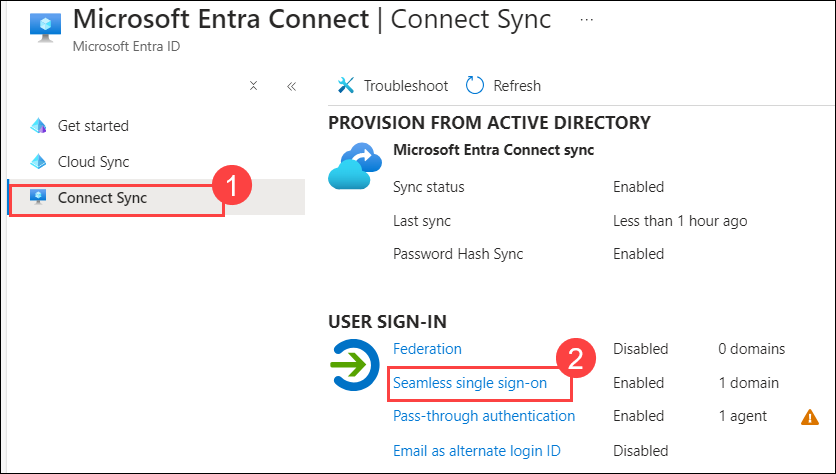 Microsoft Entra Connect | Connect Sync ...
Microsoft Entra ID
Troubleshoot Refresh
Get started
Cloud Sync
Connect Sync 1
PROVISION FROM ACTIVE DIRECTORY
Microsoft Entra Connect sync
Sync status Enabled
Last sync Less than 1 hour ago
Password Hash Sync Enabled
USER SIGN-IN
Federation Disabled 0 domains
Seamless single sign-on 2 Enabled 1 domain
Pass-through authentication Enabled 1 agent
Email as alternate login ID Disabled